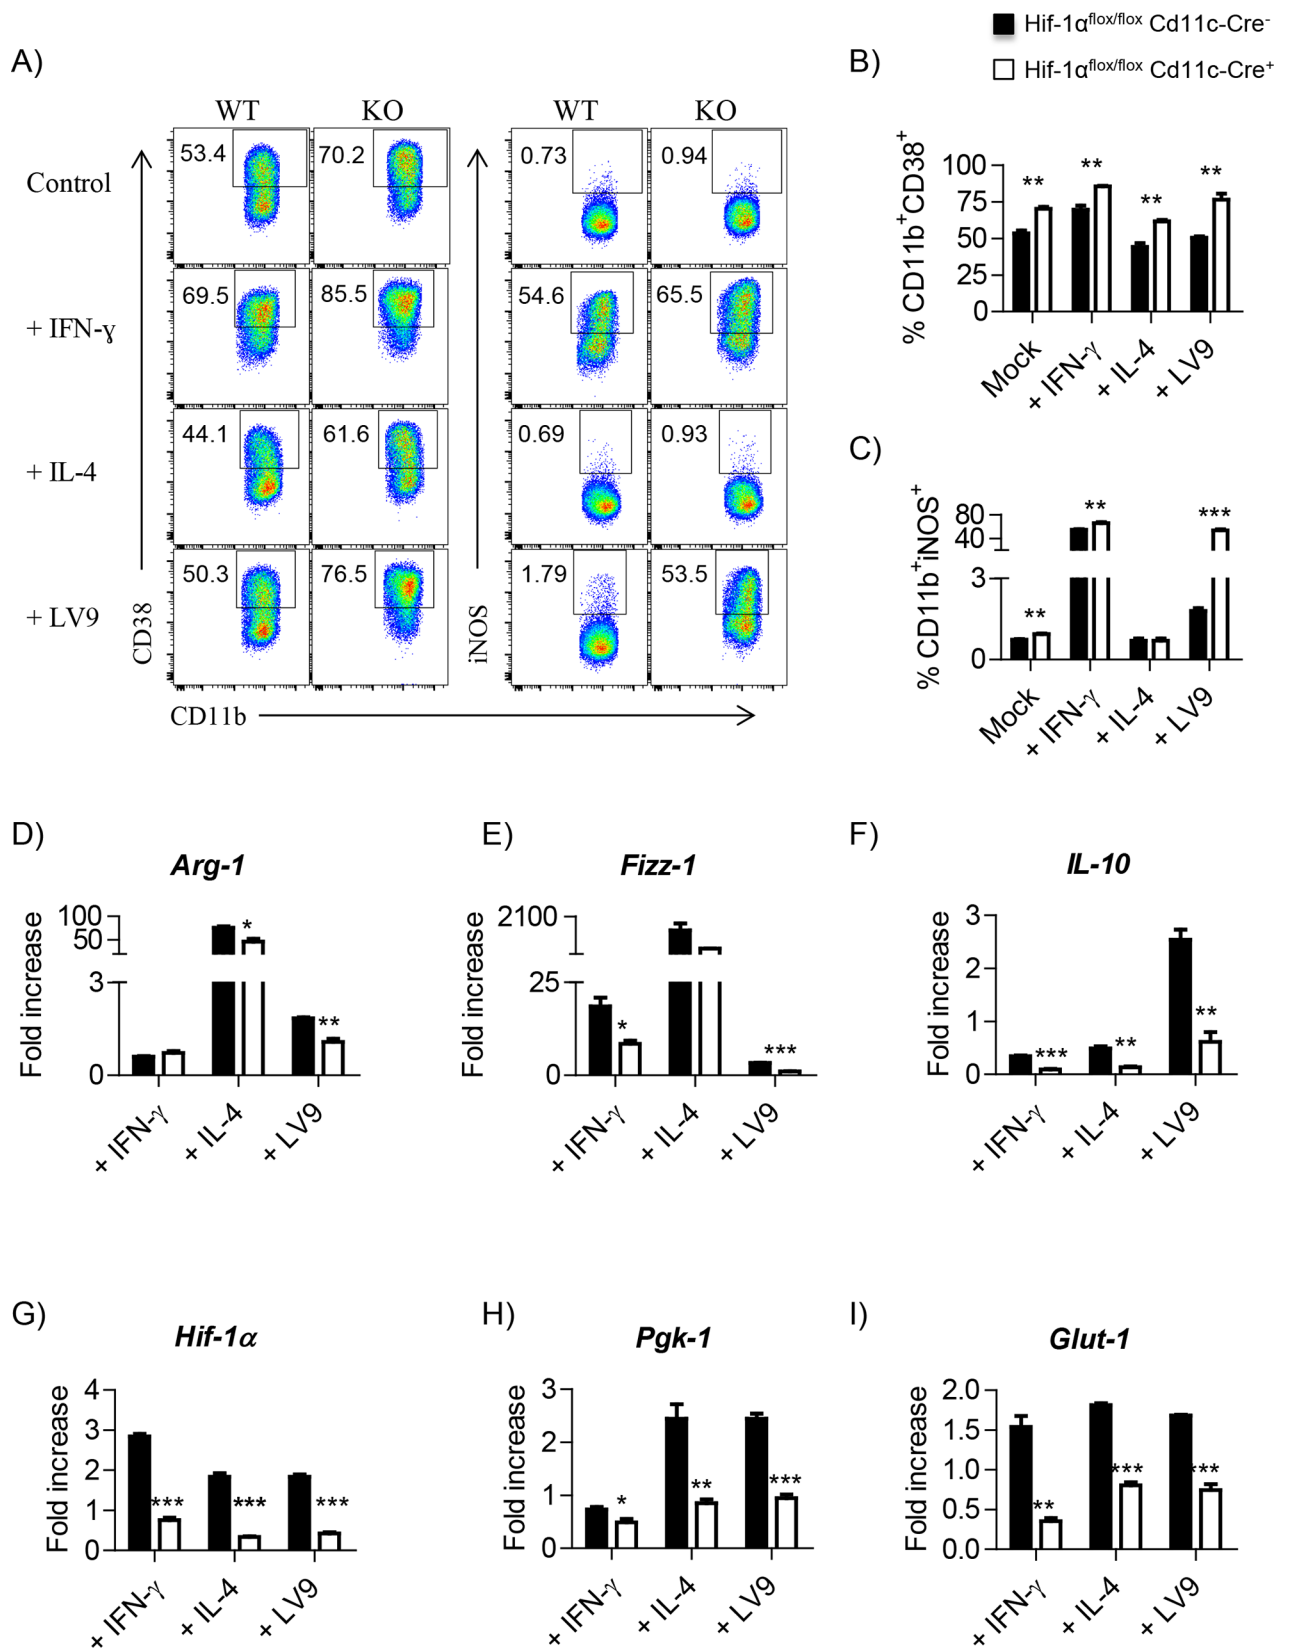 Hif-1αflox/flox Cd11c-Cre-
Hif-1αflox/flox Cd11c-Cre+
A)
WT KO WT KO
Control
+ IFN-ɣ
+ IL-4
+ LV9
53.4 70.2 0.73 0.94
69.5 85.5 54.6 65.5
44.1 61.6 0.69 0.93
50.3 76.5 1.79 53.5
CD38
iNOS
CD11b
B)
% CD11b+CD38+
100
75
50
25
0
** ** ** **
Mock + IFN-γ + IL-4 + LV9
C)
% CD11b+iNOS+
80
40
3
0
** ** ***
Mock + IFN-γ + IL-4 + LV9
D)
Arg-1
Fold increase
100
50
3
0
* **
+ IFN-γ + IL-4 + LV9
E)
Fizz-1
Fold increase
2100
25
0
* ***
+ IFN-γ + IL-4 + LV9
F)
IL-10
Fold increase
3
2
1
0
*** ** **
+ IFN-γ + IL-4 + LV9
G)
Hif-1α
Fold increase
4
3
2
1
0
*** *** ***
+ IFN-γ + IL-4 + LV9
H)
Pgk-1
Fold increase
3
2
1
0
* ** ***
+ IFN-γ + IL-4 + LV9
I)
Glut-1
Fold increase
2.0
1.5
1.0
0.5
0.0
** *** ***
+ IFN-γ + IL-4 + LV9